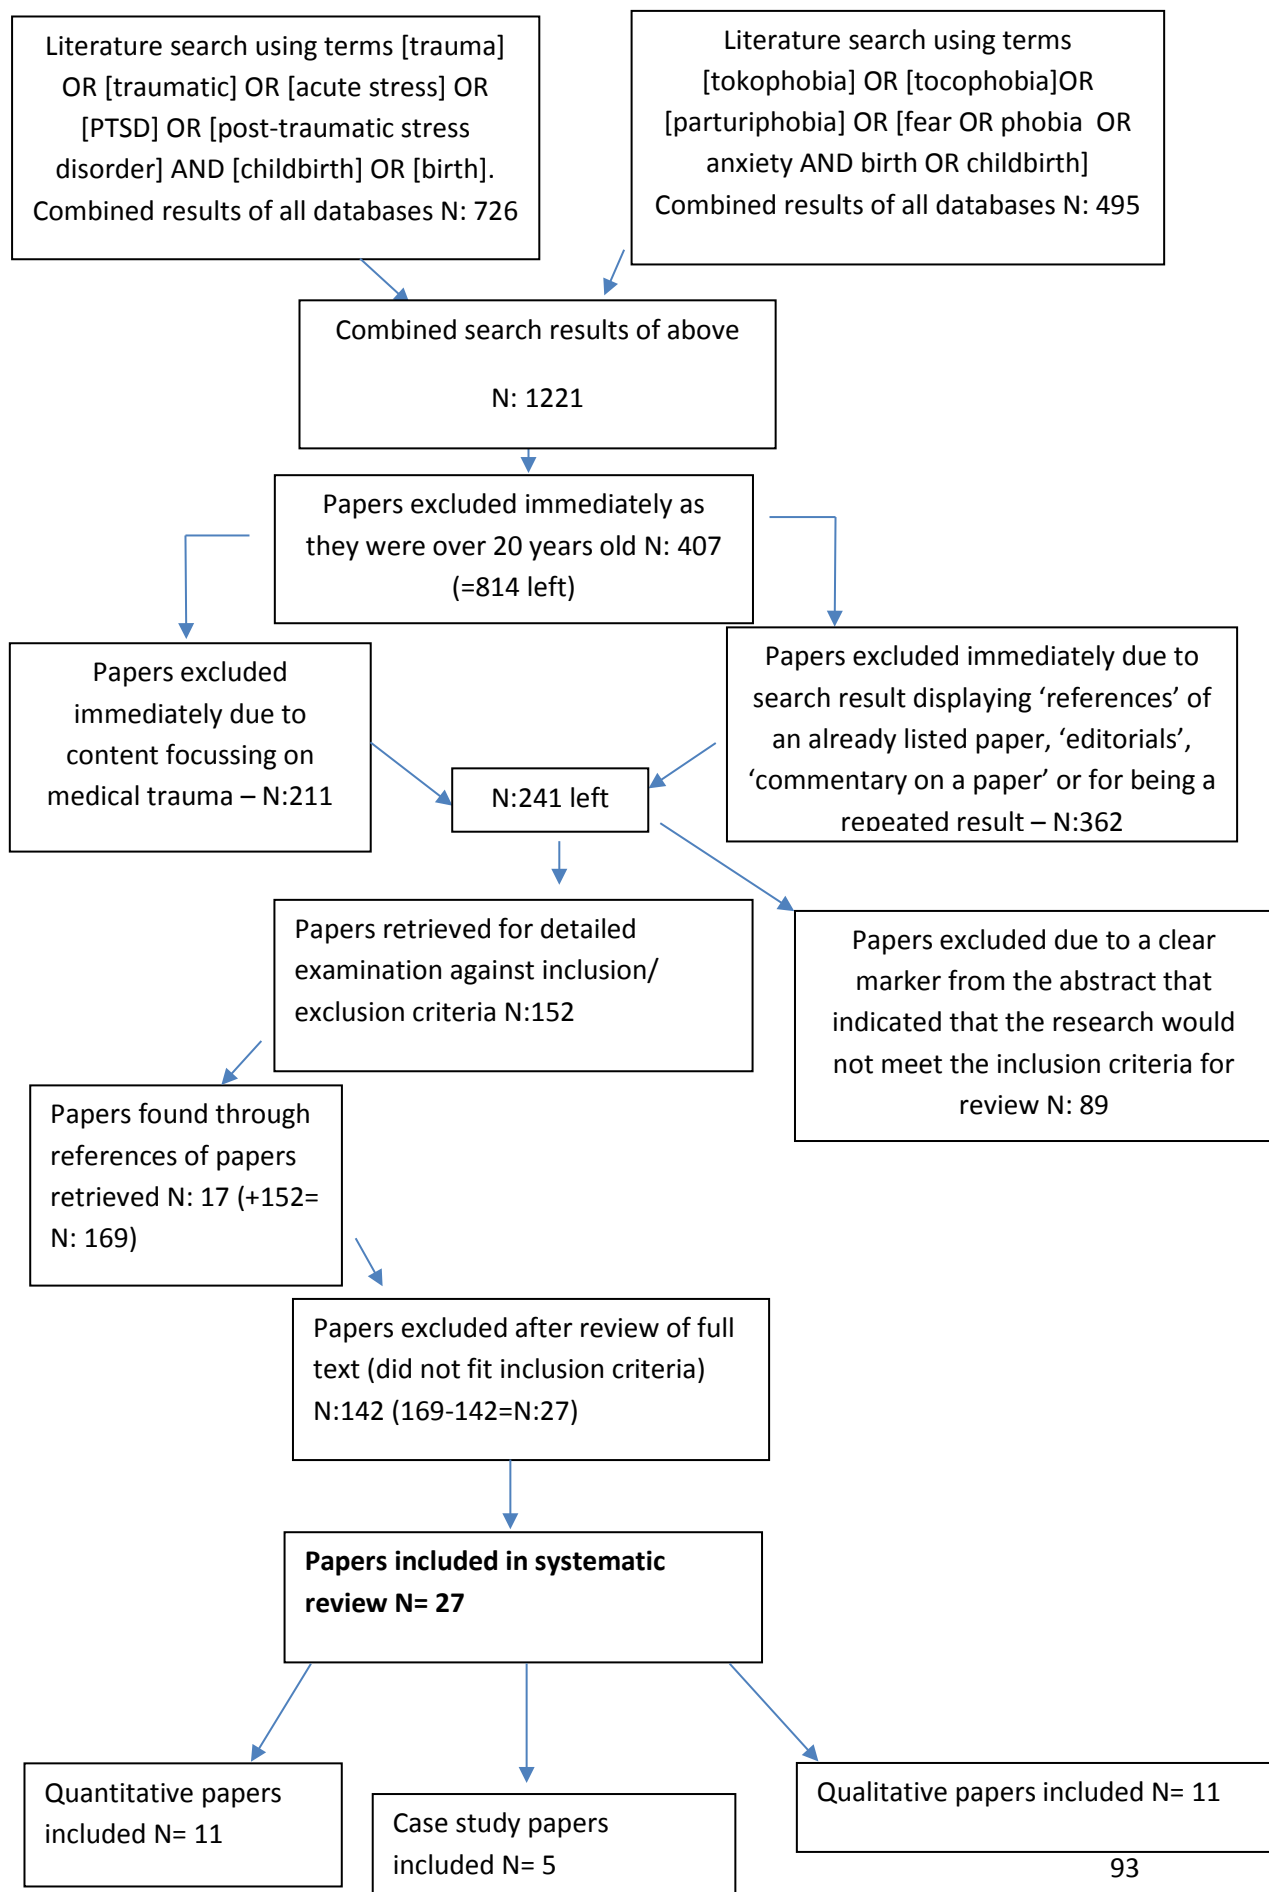 Literature search using terms [trauma]
OR [traumatic] OR [acute stress] OR
[PTSD] OR [post-traumatic stress
disorder] AND [childbirth] OR [birth].
Combined results of all databases N: 726
Literature search using terms
[tokophobia] OR [tocophobia]OR
[parturiphobia] OR [fear OR phobia OR
anxiety AND birth OR childbirth]
Combined results of all databases N: 495
Combined search results of above
N: 1221
Papers excluded immediately as
they were over 20 years old N: 407
(=814 left)
Papers excluded
immediately due to
content focussing on
medical trauma – N:211
Papers excluded immediately due to
search result displaying ‘references’ of
an already listed paper, ‘editorials’,
‘commentary on a paper’ or for being a
repeated result – N:362
N:241 left
Papers retrieved for detailed
examination against inclusion/
exclusion criteria N:152
Papers excluded due to a clear
marker from the abstract that
indicated that the research would
not meet the inclusion criteria for
review N: 89
Papers found through
references of papers
retrieved N: 17 (+152=
N: 169)
Papers excluded after review of full
text (did not fit inclusion criteria)
N:142 (169-142=N:27)
Papers included in systematic
review N= 27
Quantitative papers
included N= 11
Case study papers
included N= 5
Qualitative papers included N= 11
93